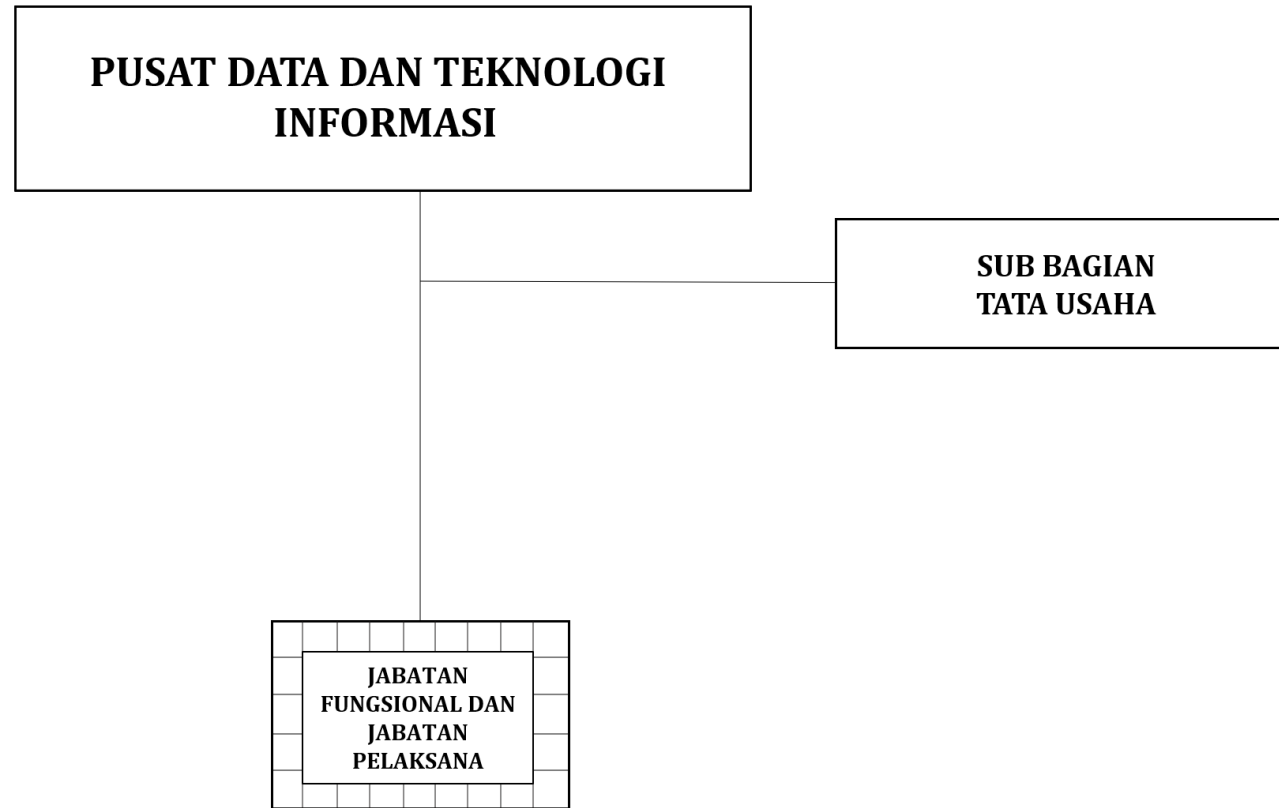 PUSAT DATA DAN TEKNOLOGI
INFORMASI
SUB BAGIAN
TATA USAHA
JABATAN
FUNGSIONAL DAN
JABATAN
PELAKSANA